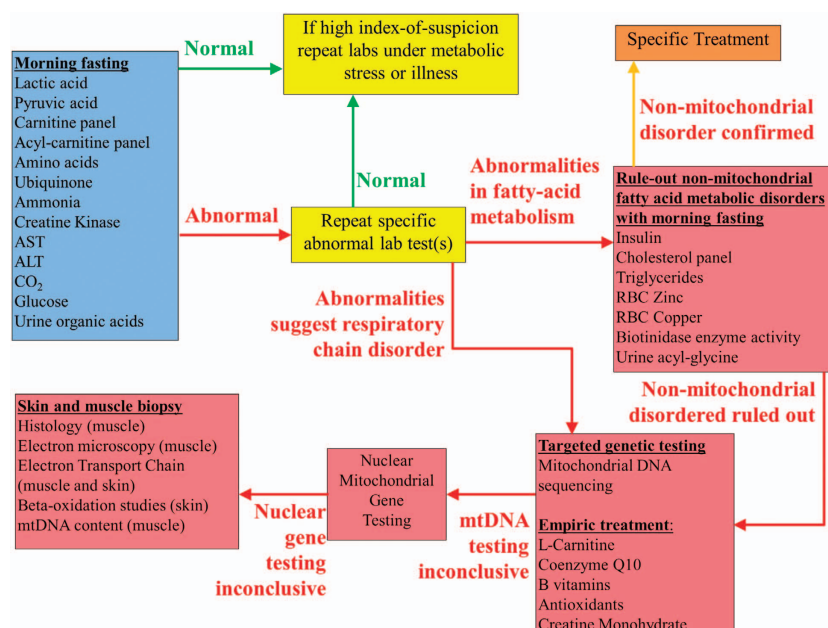 Morning fasting
Lactic acid
Pyruvic acid
Carnitine panel
Acyl-carnitine panel
Amino acids
Ubiquinone
Ammonia
Creatine Kinase
AST
ALT
CO₂
Glucose
Urine organic acids
Normal
If high index-of-suspicion
repeat labs under metabolic
stress or illness
Normal
Abnormal
Repeat specific
abnormal lab test(s)
Abnormalities
in fatty-acid
metabolism
Specific Treatment
Non-mitochondrial
disorder confirmed
Rule-out non-mitochondrial
fatty acid metabolic disorders
with morning fasting
Insulin
Cholesterol panel
Triglycerides
RBC Zinc
RBC Copper
Biotinidase enzyme activity
Urine acyl-glycine
Abnormalities
suggest respiratory
chain disorder
Non-mitochondrial
disordered ruled out
Targeted genetic testing
Mitochondrial DNA
sequencing
Empiric treatment:
L-Carnitine
Coenzyme Q10
B vitamins
Antioxidants
Creatine Monohydrate
mtDNA
testing
inconclusive
Nuclear
Mitochondrial
Gene
Testing
Nuclear
gene
testing
inconclusive
Skin and muscle biopsy
Histology (muscle)
Electron microscopy (muscle)
Electron Transport Chain
(muscle and skin)
Beta-oxidation studies (skin)
mtDNA content (muscle)